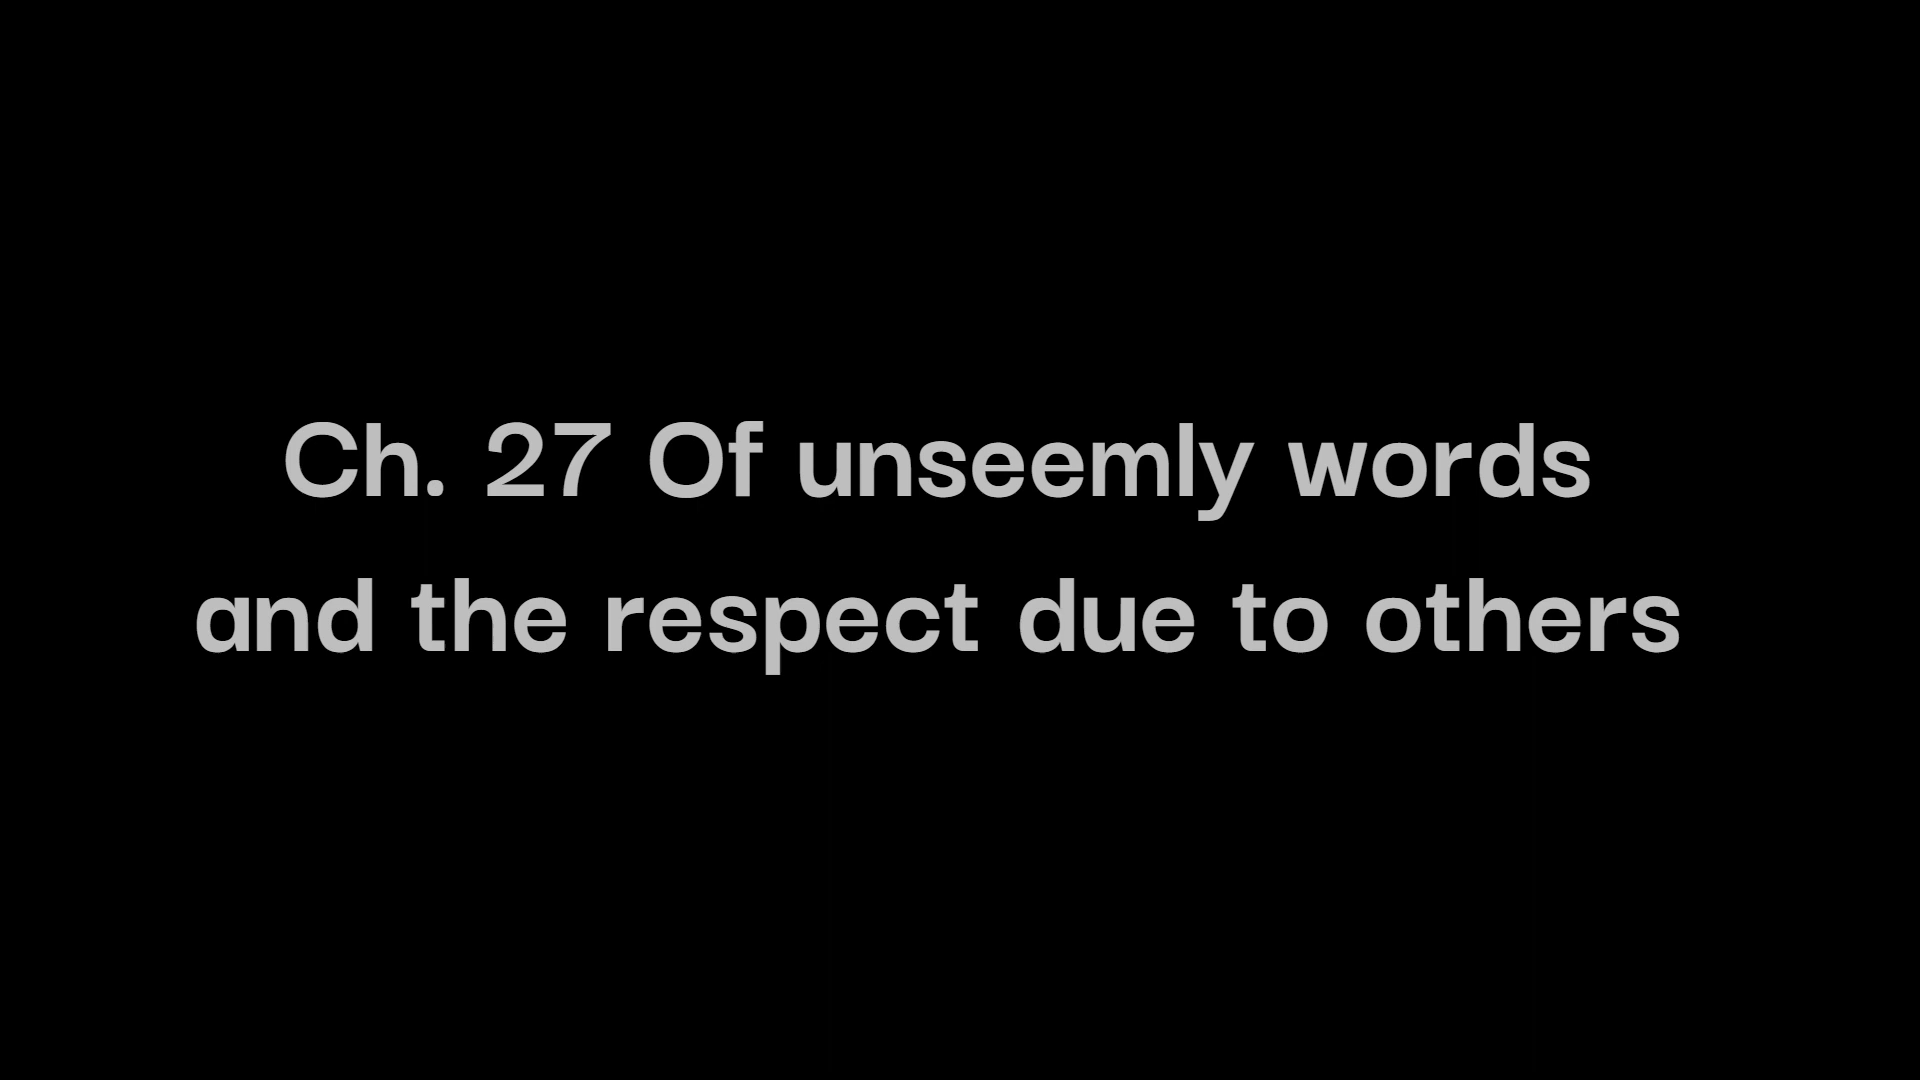 Ch. 27 Of unseemly words
and the respect due to others